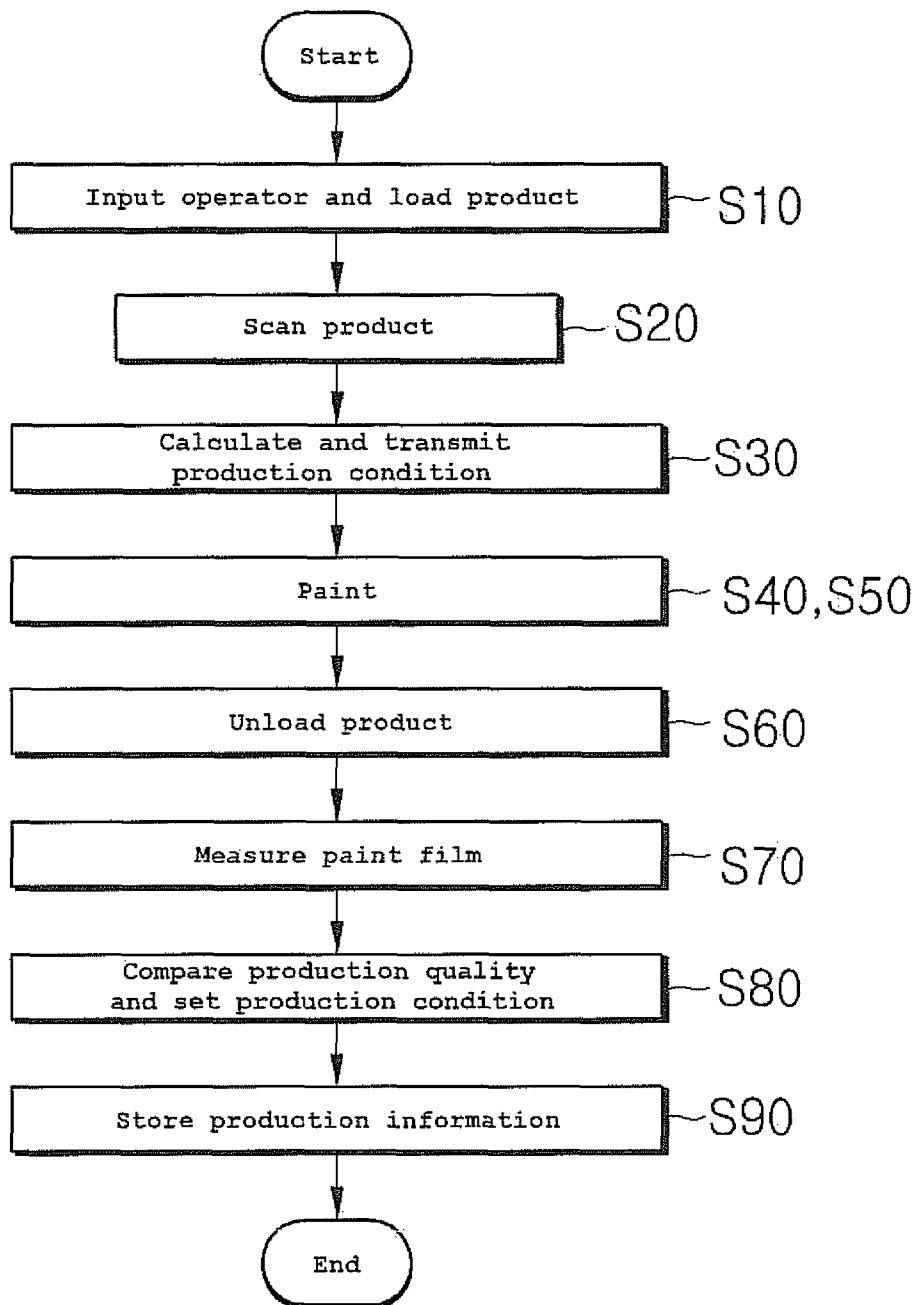 Start
Input operator and load product
S10
Scan product
S20
Calculate and transmit
production condition
S30
Paint
S40,S50
Unload product
S60
Measure paint film
S70
Compare production quality
and set production condition
S80
Store production information
S90
End